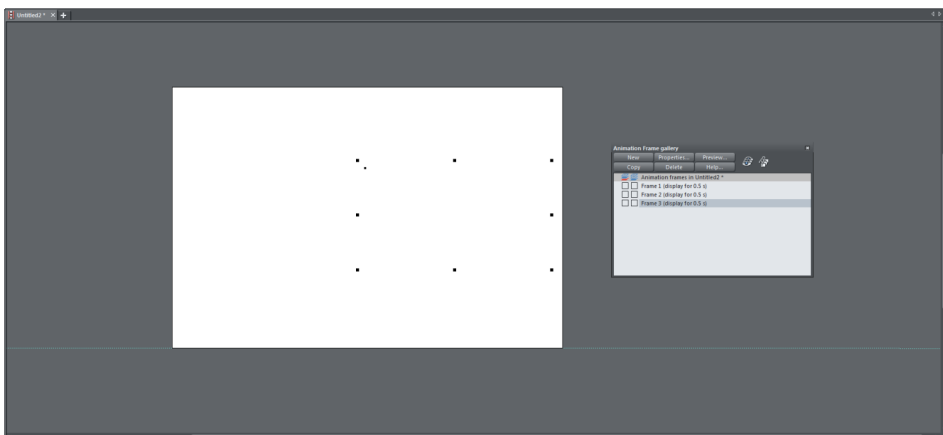 Untitled2 *
Animation Frame gallery
New Properties... Preview...
Copy Delete Help...
Animation frames in Untitled2 *
Frame 1 (display for 0.5 s)
Frame 2 (display for 0.5 s)
Frame 3 (display for 0.5 s)